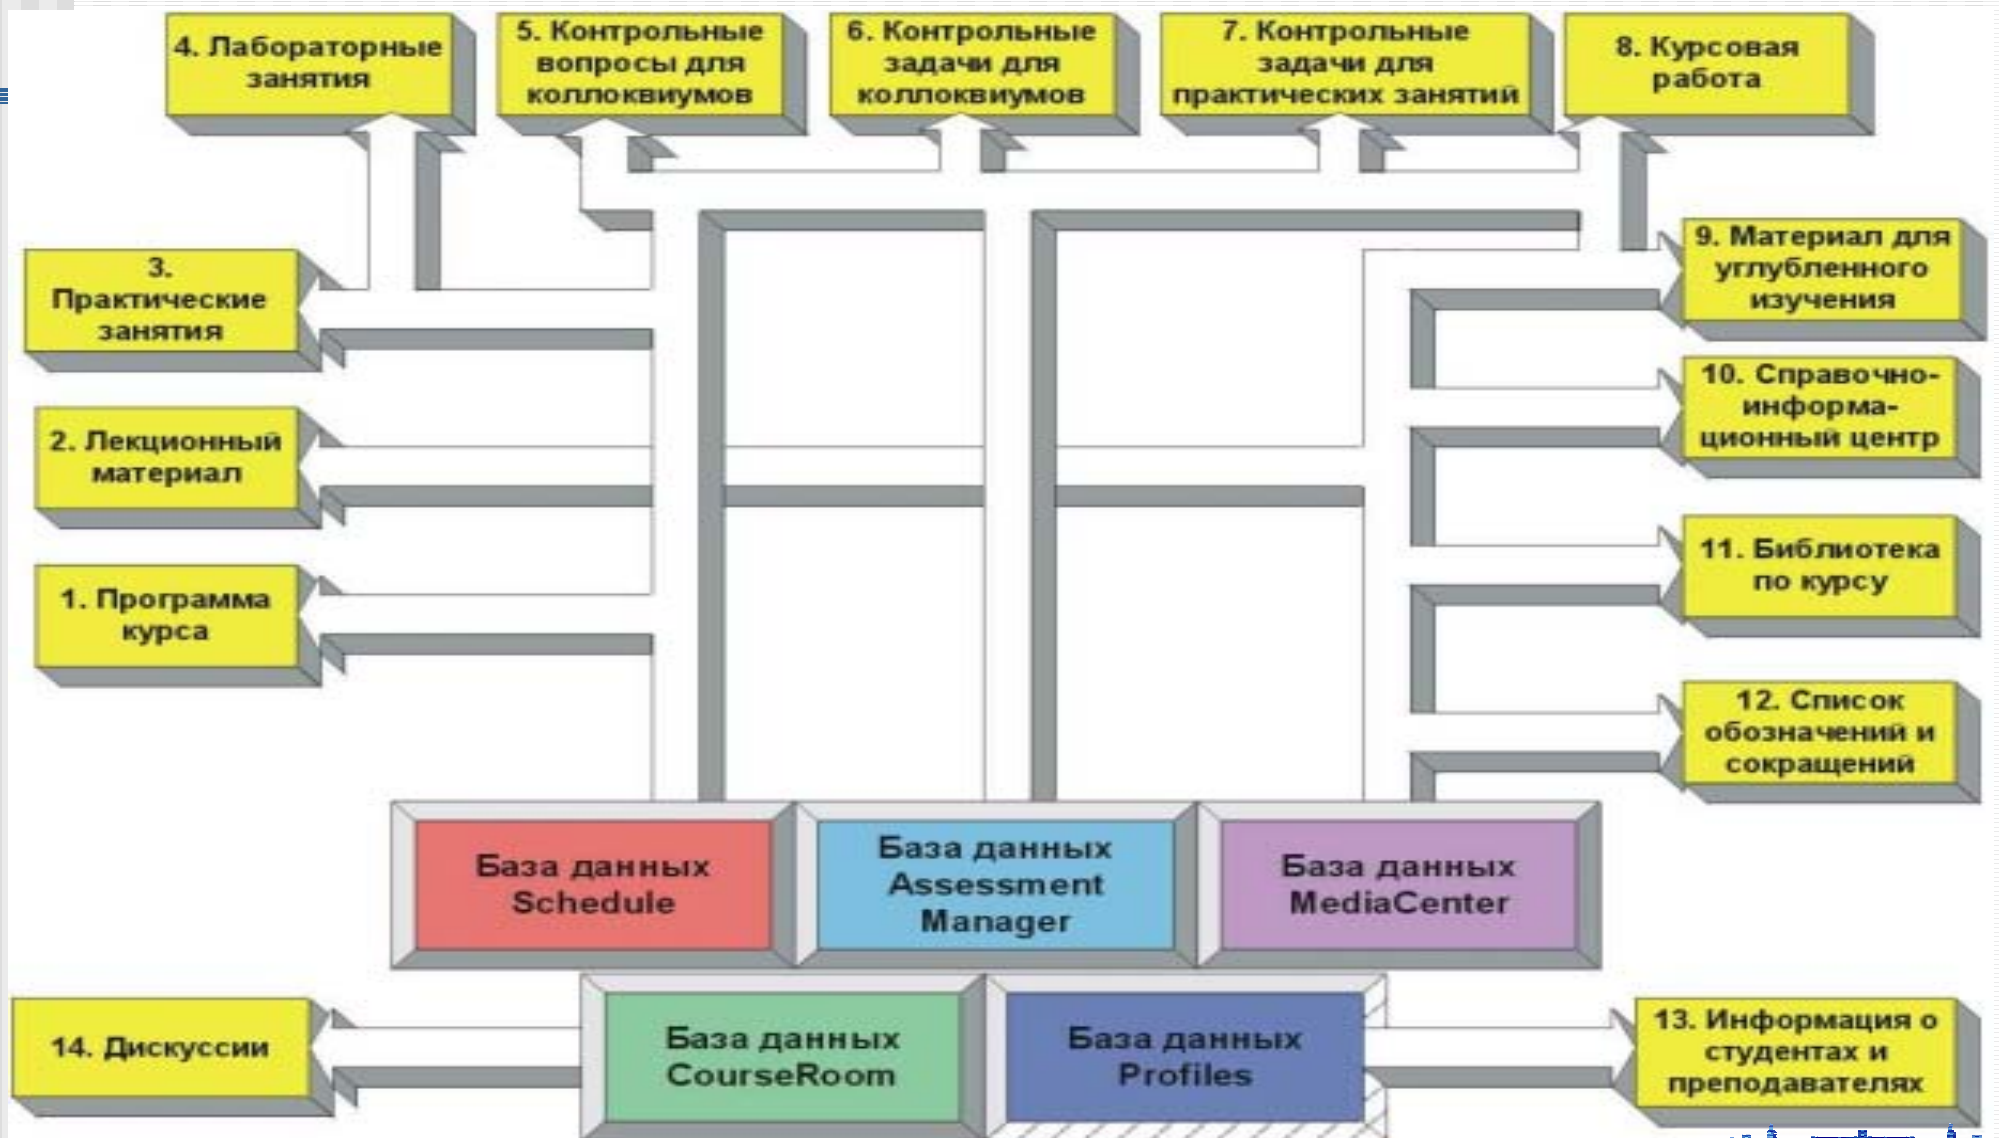 4. Лабораторные
занятия
5. Контрольные
вопросы для
коллоквиумов
6. Контрольные
задачи для
коллоквиумов
7. Контрольные
задачи для
практических занятий
8. Курсовая
работа
3.
Практические
занятия
9. Материал для
углубленного
изучения
2. Лекционный
материал
10. Справочно-
информа-
ционный центр
1. Программа
курса
11. Библиотека
по курсу
12. Список
обозначений и
сокращений
База данных
Schedule
База данных
Assessment
Manager
База данных
MediaCenter
14. Дискуссии
База данных
CourseRoom
База данных
Profiles
13. Информация о
студентах и
преподавателях